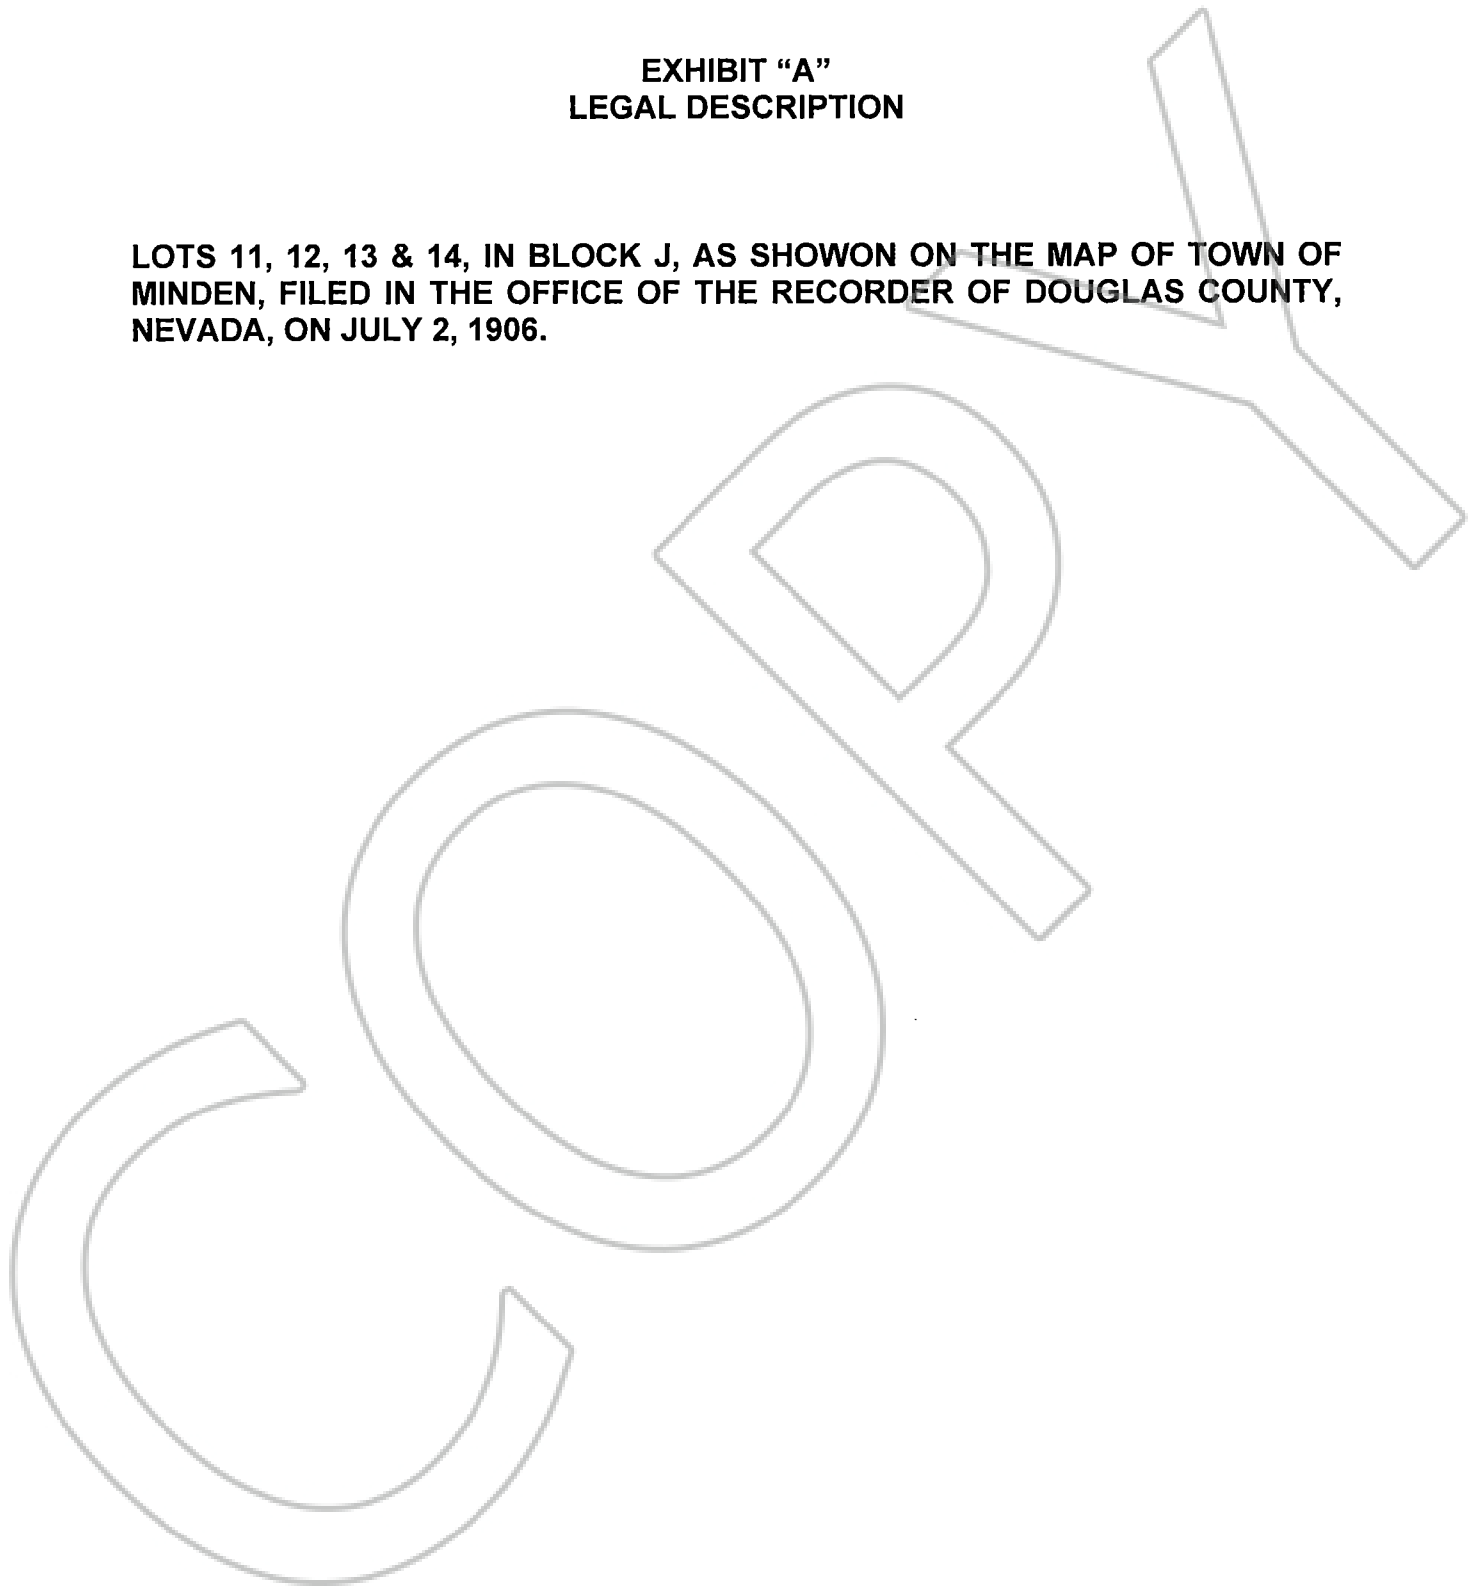 EXHIBIT “A”
LEGAL DESCRIPTION
LOTS 11, 12, 13 & 14, IN BLOCK J, AS SHOWON ON THE MAP OF TOWN OF
MINDEN, FILED IN THE OFFICE OF THE RECORDER OF DOUGLAS COUNTY,
NEVADA, ON JULY 2, 1906.
COPY